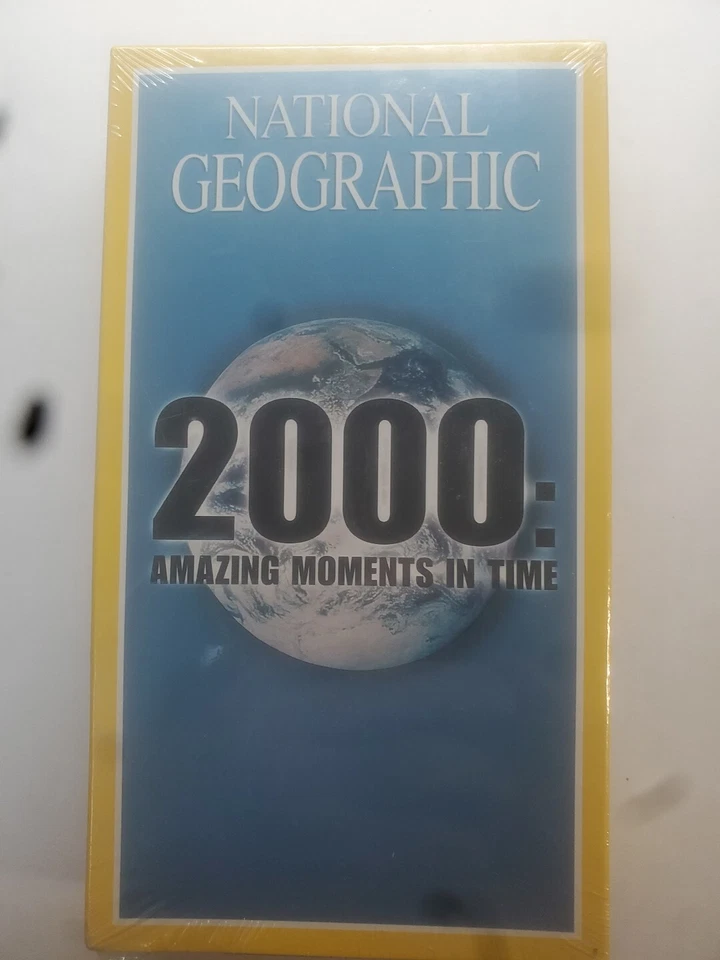 NATIONAL
GEOGRAPHIC
2000:
AMAZING MOMENTS IN TIME